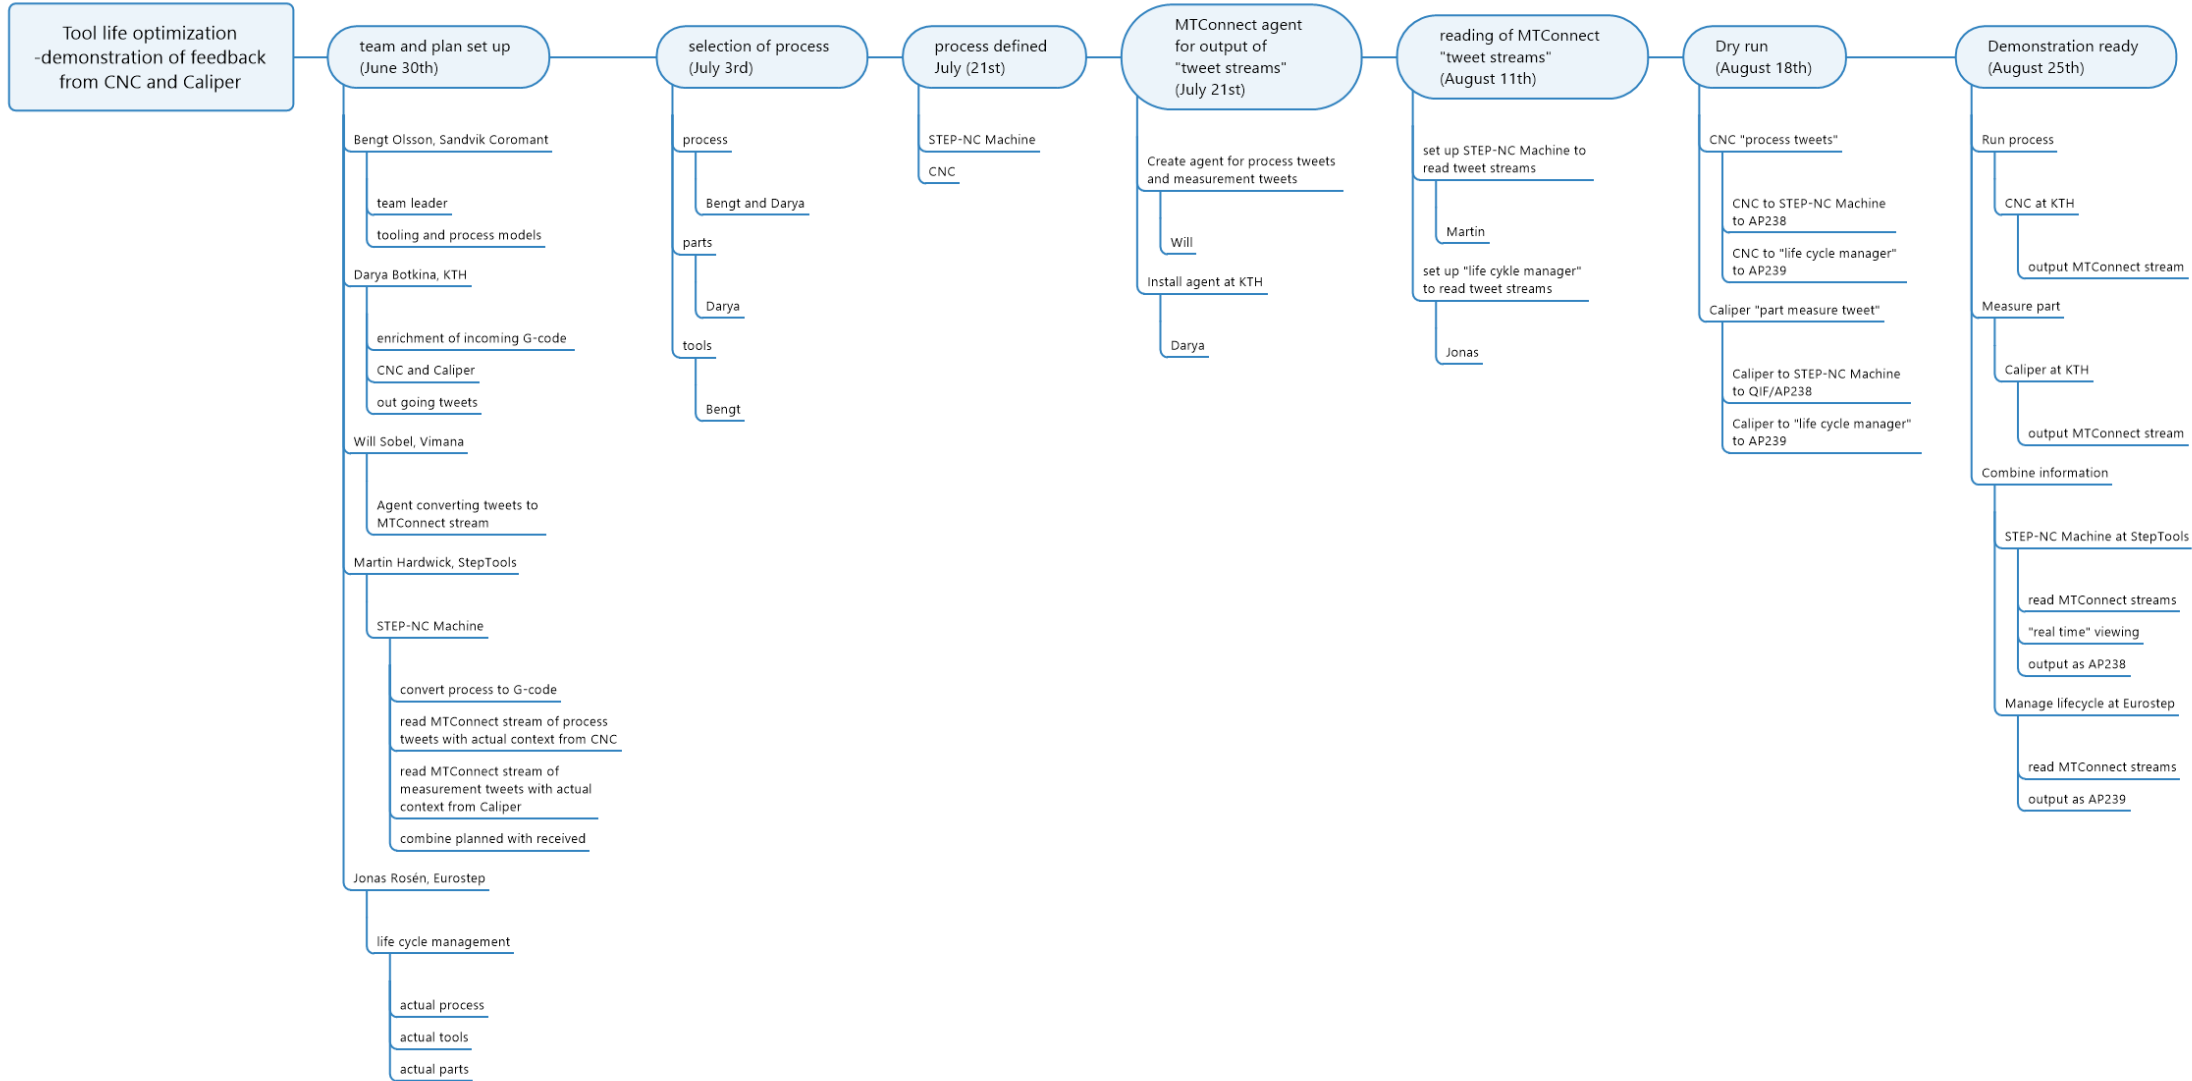 Tool life optimization
-demonstration of feedback
from CNC and Caliper
team and plan set up
(June 30th)
Bengt Olsson, Sandvik Coromant
team leader
tooling and process models
Darya Botkina, KTH
enrichment of incoming G-code
CNC and Caliper
out going tweets
Will Sobel, Vimana
Agent converting tweets to
MTConnect stream
Martin Hardwick, StepTools
STEP-NC Machine
convert process to G-code
read MTConnect stream of process
tweets with actual context from CNC
read MTConnect stream of
measurement tweets with actual
context from Caliper
combine planned with received
Jonas Rosén, Eurostep
life cycle management
actual process
actual tools
actual parts
selection of process
(July 3rd)
process
Bengt and Darya
parts
Darya
tools
Bengt
process defined
July (21st)
STEP-NC Machine
CNC
MTConnect agent
for output of
"tweet streams"
(July 21st)
Create agent for process tweets
and measurement tweets
Will
Install agent at KTH
Darya
reading of MTConnect
"tweet streams"
(August 11th)
set up STEP-NC Machine to
read tweet streams
Martin
set up "life cykle manager"
to read tweet streams
Jonas
Dry run
(August 18th)
CNC "process tweets"
CNC to STEP-NC Machine
to AP238
CNC to "life cycle manager"
to AP239
Caliper "part measure tweet"
Caliper to STEP-NC Machine
to QIF/AP238
Caliper to "life cycle manager"
to AP239
Demonstration ready
(August 25th)
Run process
CNC at KTH
output MTConnect stream
Measure part
Caliper at KTH
output MTConnect stream
Combine information
STEP-NC Machine at StepTools
read MTConnect streams
"real time" viewing
output as AP238
Manage lifecycle at Eurostep
read MTConnect streams
output as AP239